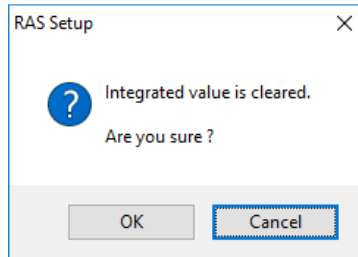 RAS Setup
Integrated value is cleared.
Are you sure ?
OK Cancel